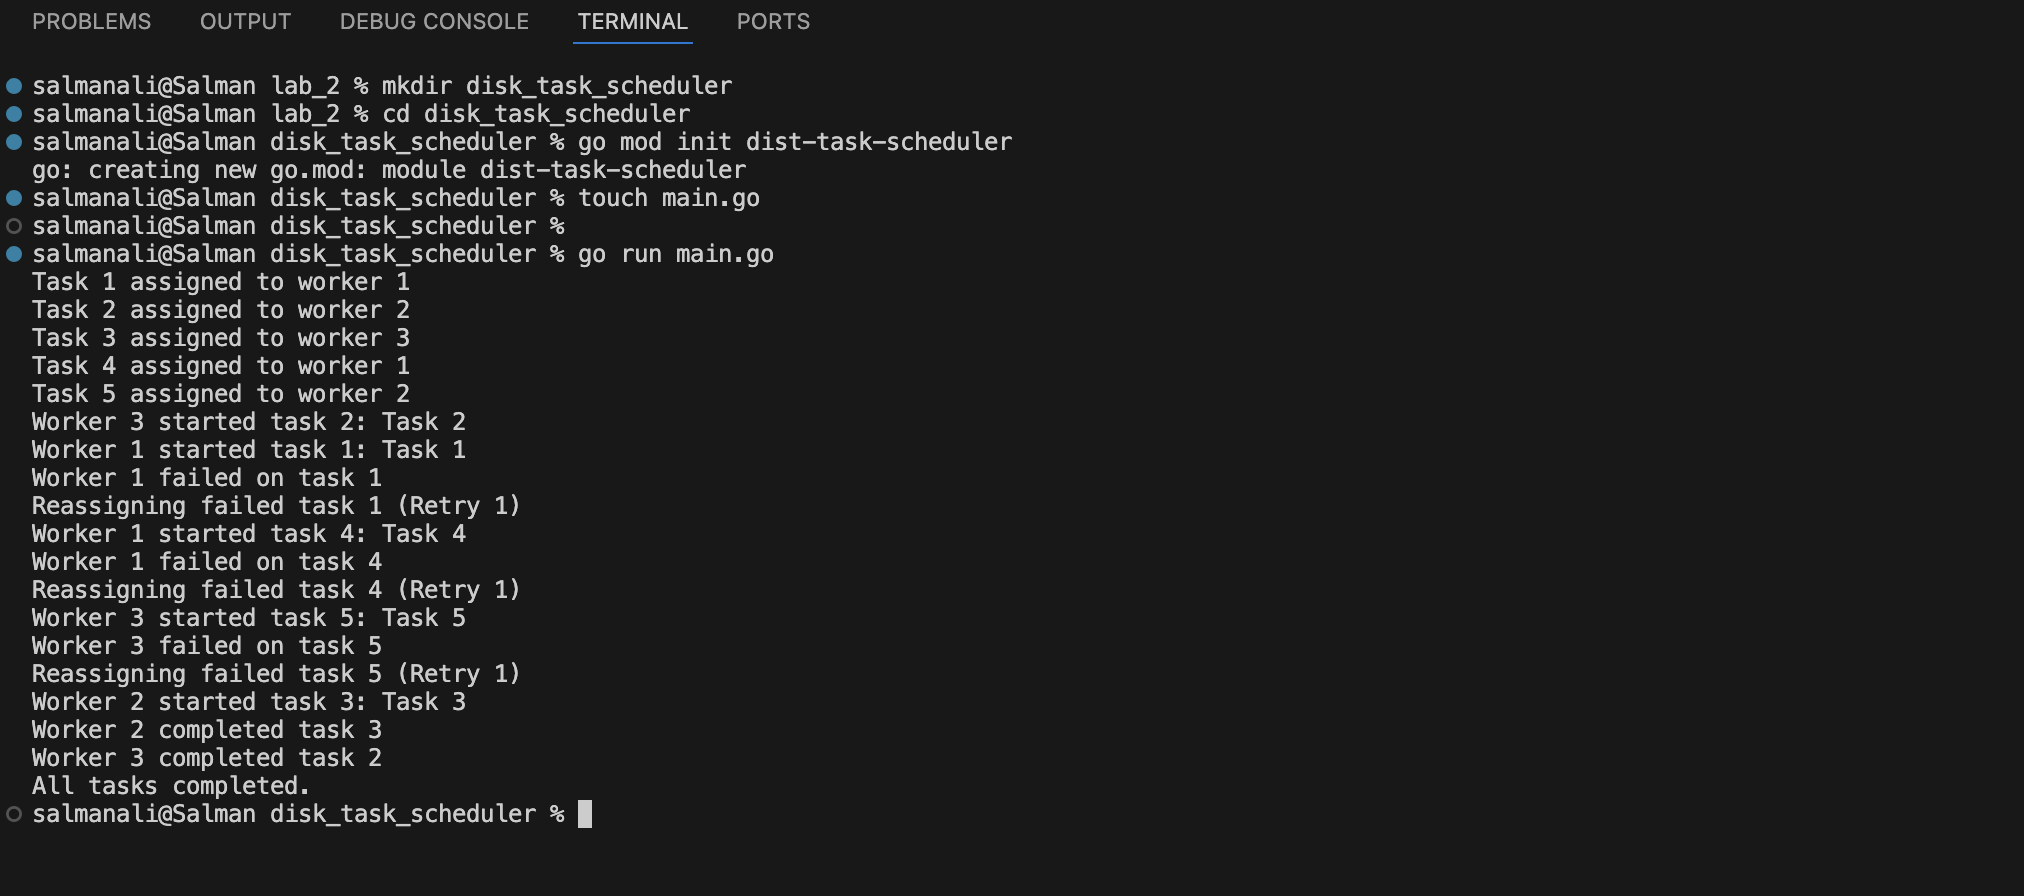 PROBLEMS OUTPUT DEBUG CONSOLE TERMINAL PORTS
salmanali@Salman lab_2 % mkdir disk_task_scheduler
salmanali@Salman lab_2 % cd disk_task_scheduler
salmanali@Salman disk_task_scheduler % go mod init dist-task-scheduler
go: creating new go.mod: module dist-task-scheduler
salmanali@Salman disk_task_scheduler % touch main.go
salmanali@Salman disk_task_scheduler %
salmanali@Salman disk_task_scheduler % go run main.go
Task 1 assigned to worker 1
Task 2 assigned to worker 2
Task 3 assigned to worker 3
Task 4 assigned to worker 1
Task 5 assigned to worker 2
Worker 3 started task 2: Task 2
Worker 1 started task 1: Task 1
Worker 1 failed on task 1
Reassigning failed task 1 (Retry 1)
Worker 1 started task 4: Task 4
Worker 1 failed on task 4
Reassigning failed task 4 (Retry 1)
Worker 3 started task 5: Task 5
Worker 3 failed on task 5
Reassigning failed task 5 (Retry 1)
Worker 2 started task 3: Task 3
Worker 2 completed task 3
Worker 3 completed task 2
All tasks completed.
salmanali@Salman disk_task_scheduler %